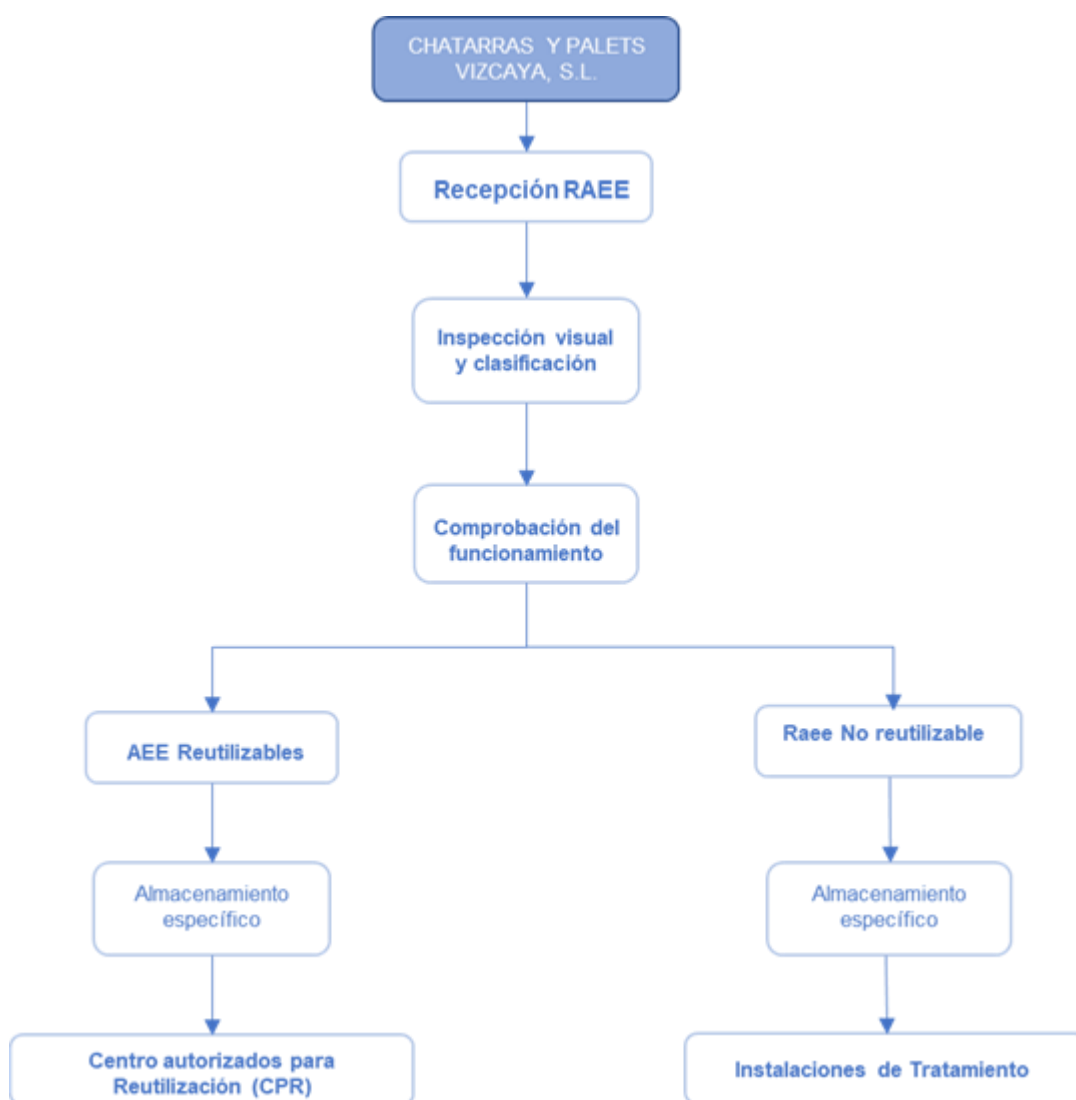 CHATARRAS Y PALETS
VIZCAYA, S.L.
Recepción RAEE
Inspección visual
y clasificación
Comprobación del
funcionamiento
AEE Reutilizables
Raee No reutilizable
Almacenamiento
específico
Almacenamiento
específico
Centro autorizados para
Reutilización (CPR)
Instalaciones de Tratamiento